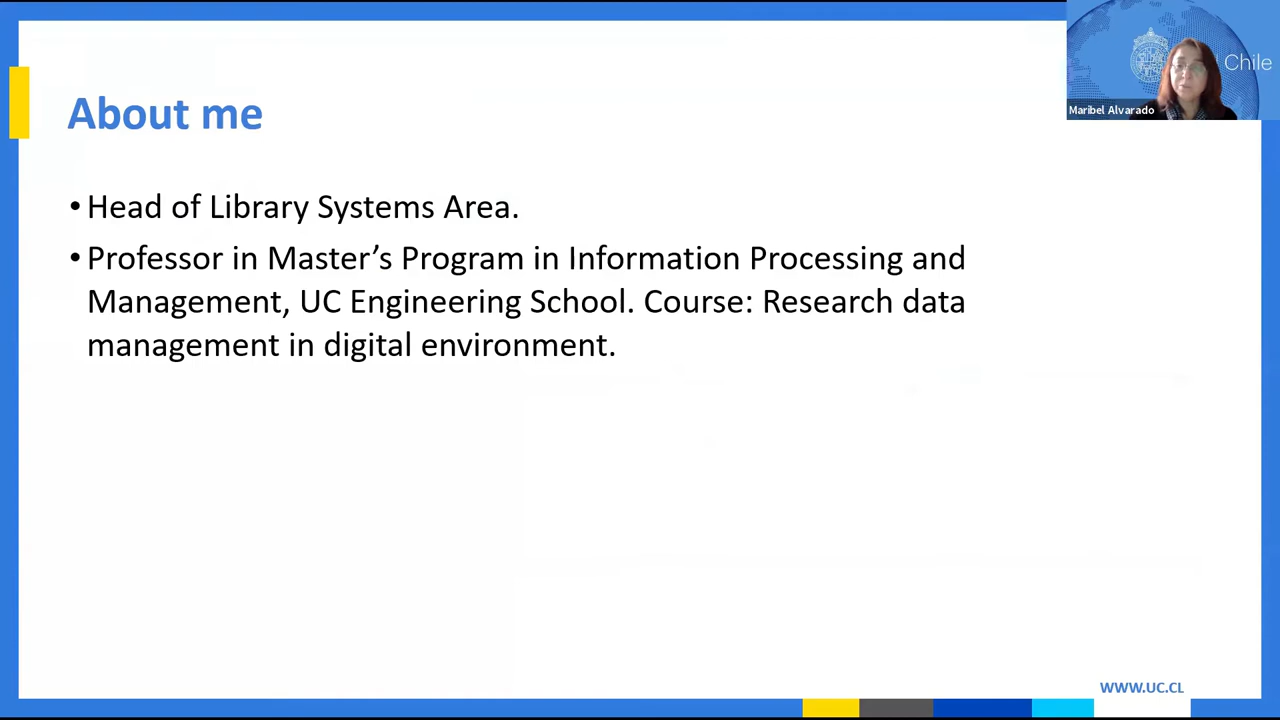 Chile
Maribel Alvarado
About me
• Head of Library Systems Area.
• Professor in Master’s Program in Information Processing and
Management, UC Engineering School. Course: Research data
management in digital environment.
WWW.UC.CL